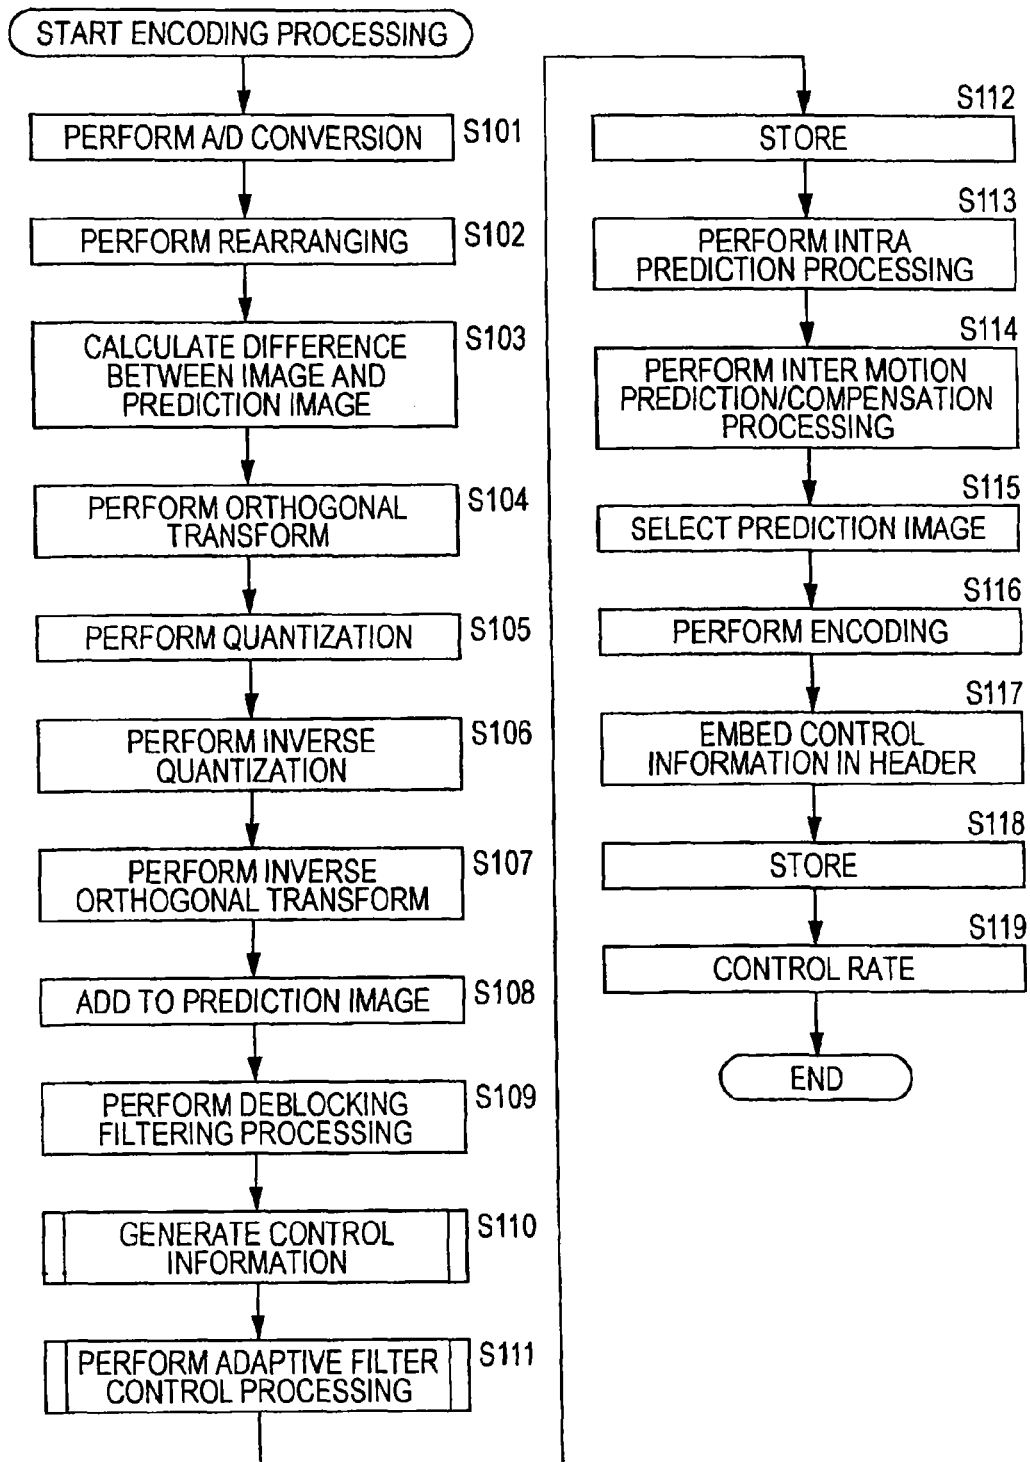 START ENCODING PROCESSING
PERFORM A/D CONVERSION
S101
PERFORM REARRANGING
S102
CALCULATE DIFFERENCE
BETWEEN IMAGE AND
PREDICTION IMAGE
S103
PERFORM ORTHOGONAL
TRANSFORM
S104
PERFORM QUANTIZATION
S105
PERFORM INVERSE
QUANTIZATION
S106
PERFORM INVERSE
ORTHOGONAL TRANSFORM
S107
ADD TO PREDICTION IMAGE
S108
PERFORM DEBLOCKING
FILTERING PROCESSING
S109
GENERATE CONTROL
INFORMATION
S110
PERFORM ADAPTIVE FILTER
CONTROL PROCESSING
S111
S112
STORE
S113
PERFORM INTRA
PREDICTION PROCESSING
S114
PERFORM INTER MOTION
PREDICTION/COMPENSATION
PROCESSING
S115
SELECT PREDICTION IMAGE
S116
PERFORM ENCODING
S117
EMBED CONTROL
INFORMATION IN HEADER
S118
STORE
S119
CONTROL RATE
END